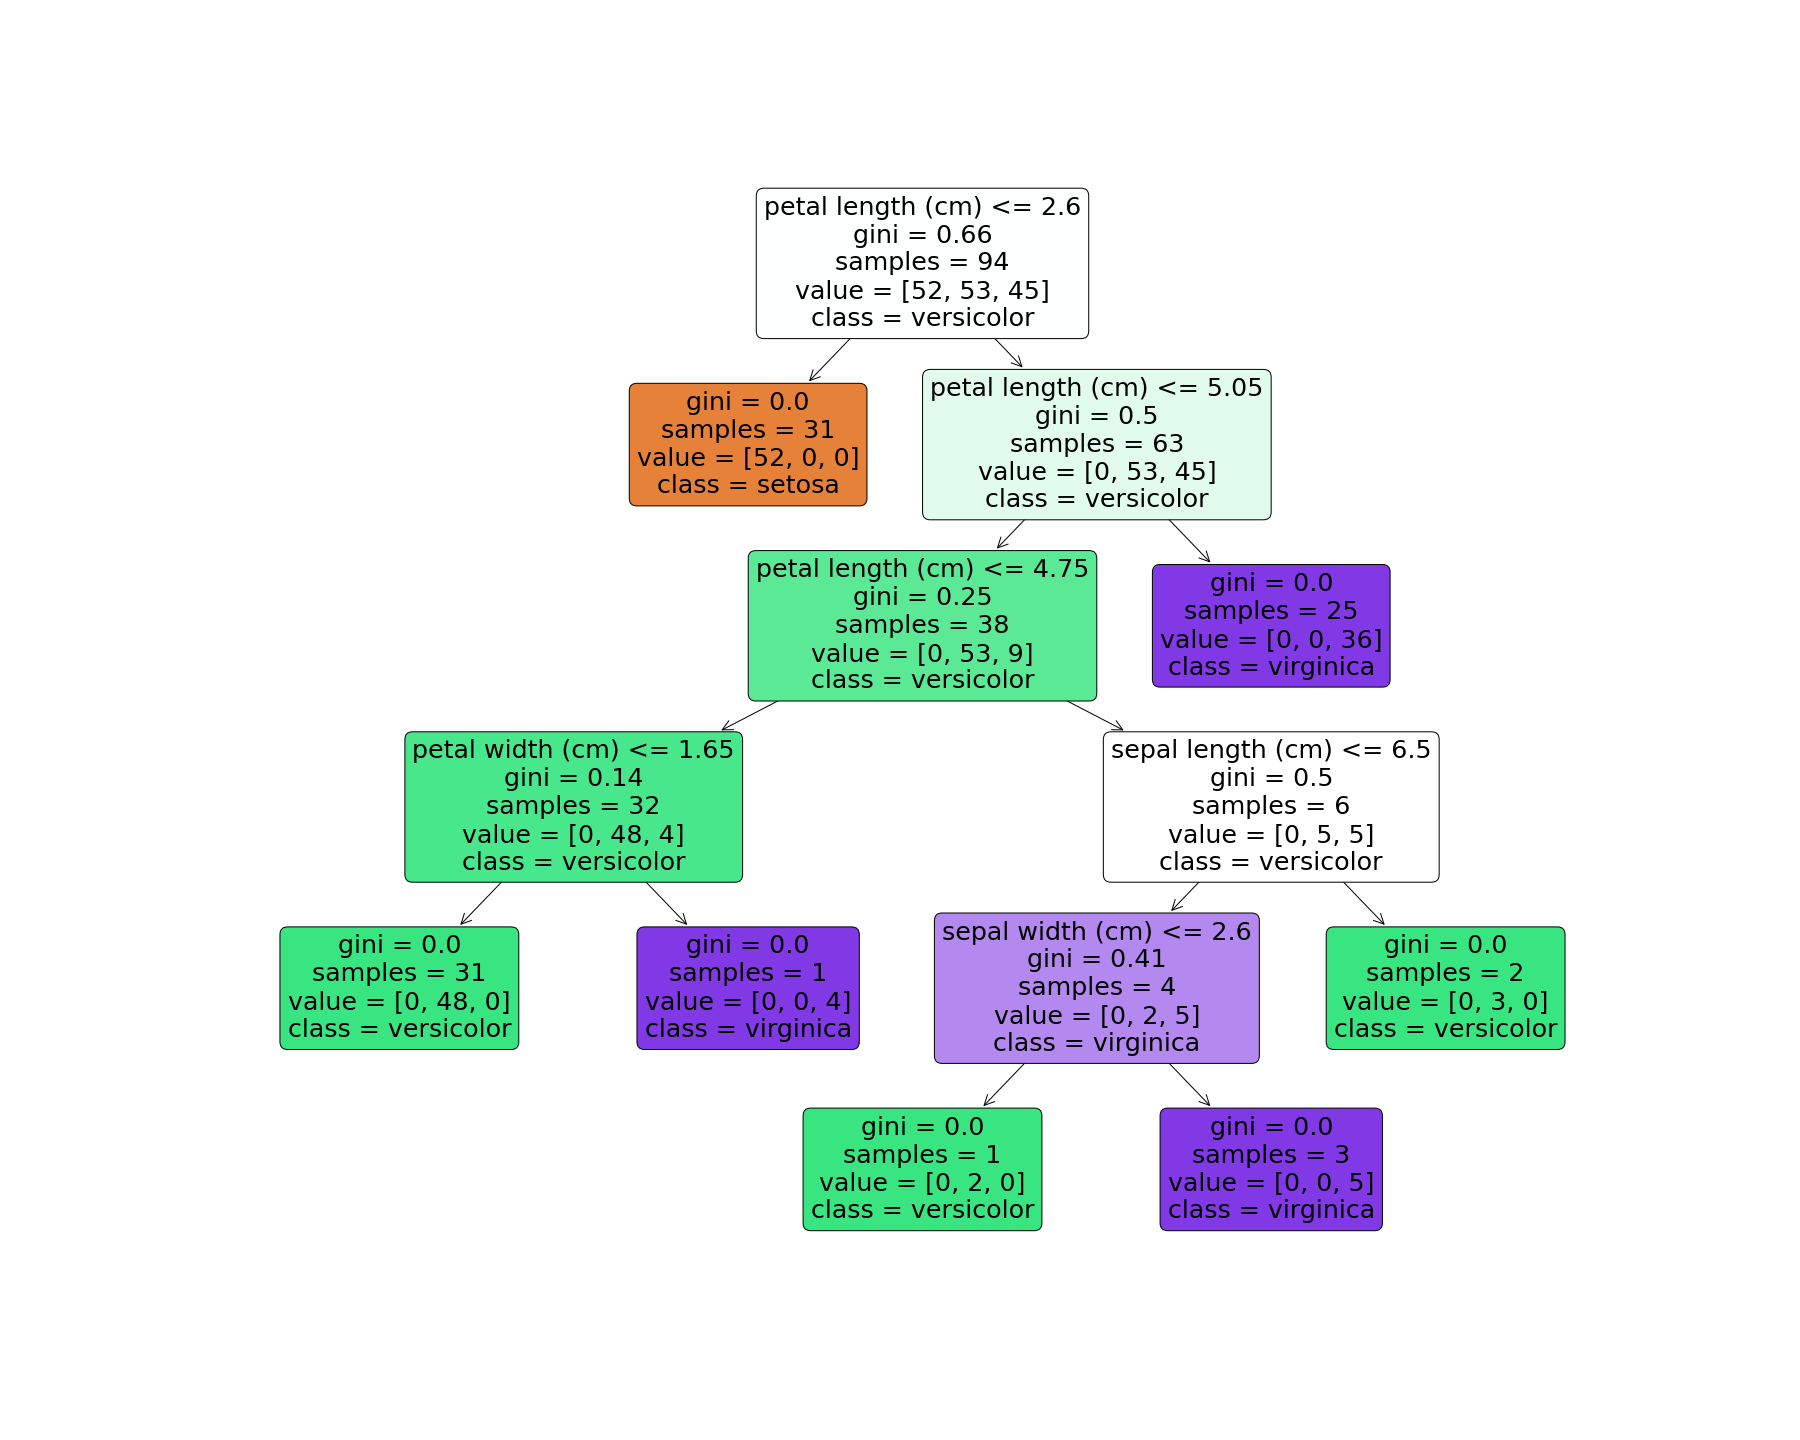 petal length (cm) <= 2.6
gini = 0.66
samples = 94
value = [52, 53, 45]
class = versicolor
gini = 0.0
samples = 31
value = [52, 0, 0]
class = setosa
petal length (cm) <= 5.05
gini = 0.5
samples = 63
value = [0, 53, 45]
class = versicolor
petal length (cm) <= 4.75
gini = 0.25
samples = 38
value = [0, 53, 9]
class = versicolor
gini = 0.0
samples = 25
value = [0, 0, 36]
class = virginica
petal width (cm) <= 1.65
gini = 0.14
samples = 32
value = [0, 48, 4]
class = versicolor
sepal length (cm) <= 6.5
gini = 0.5
samples = 6
value = [0, 5, 5]
class = versicolor
gini = 0.0
samples = 31
value = [0, 48, 0]
class = versicolor
gini = 0.0
samples = 1
value = [0, 0, 4]
class = virginica
sepal width (cm) <= 2.6
gini = 0.41
samples = 4
value = [0, 2, 5]
class = virginica
gini = 0.0
samples = 2
value = [0, 3, 0]
class = versicolor
gini = 0.0
samples = 1
value = [0, 2, 0]
class = versicolor
gini = 0.0
samples = 3
value = [0, 0, 5]
class = virginica